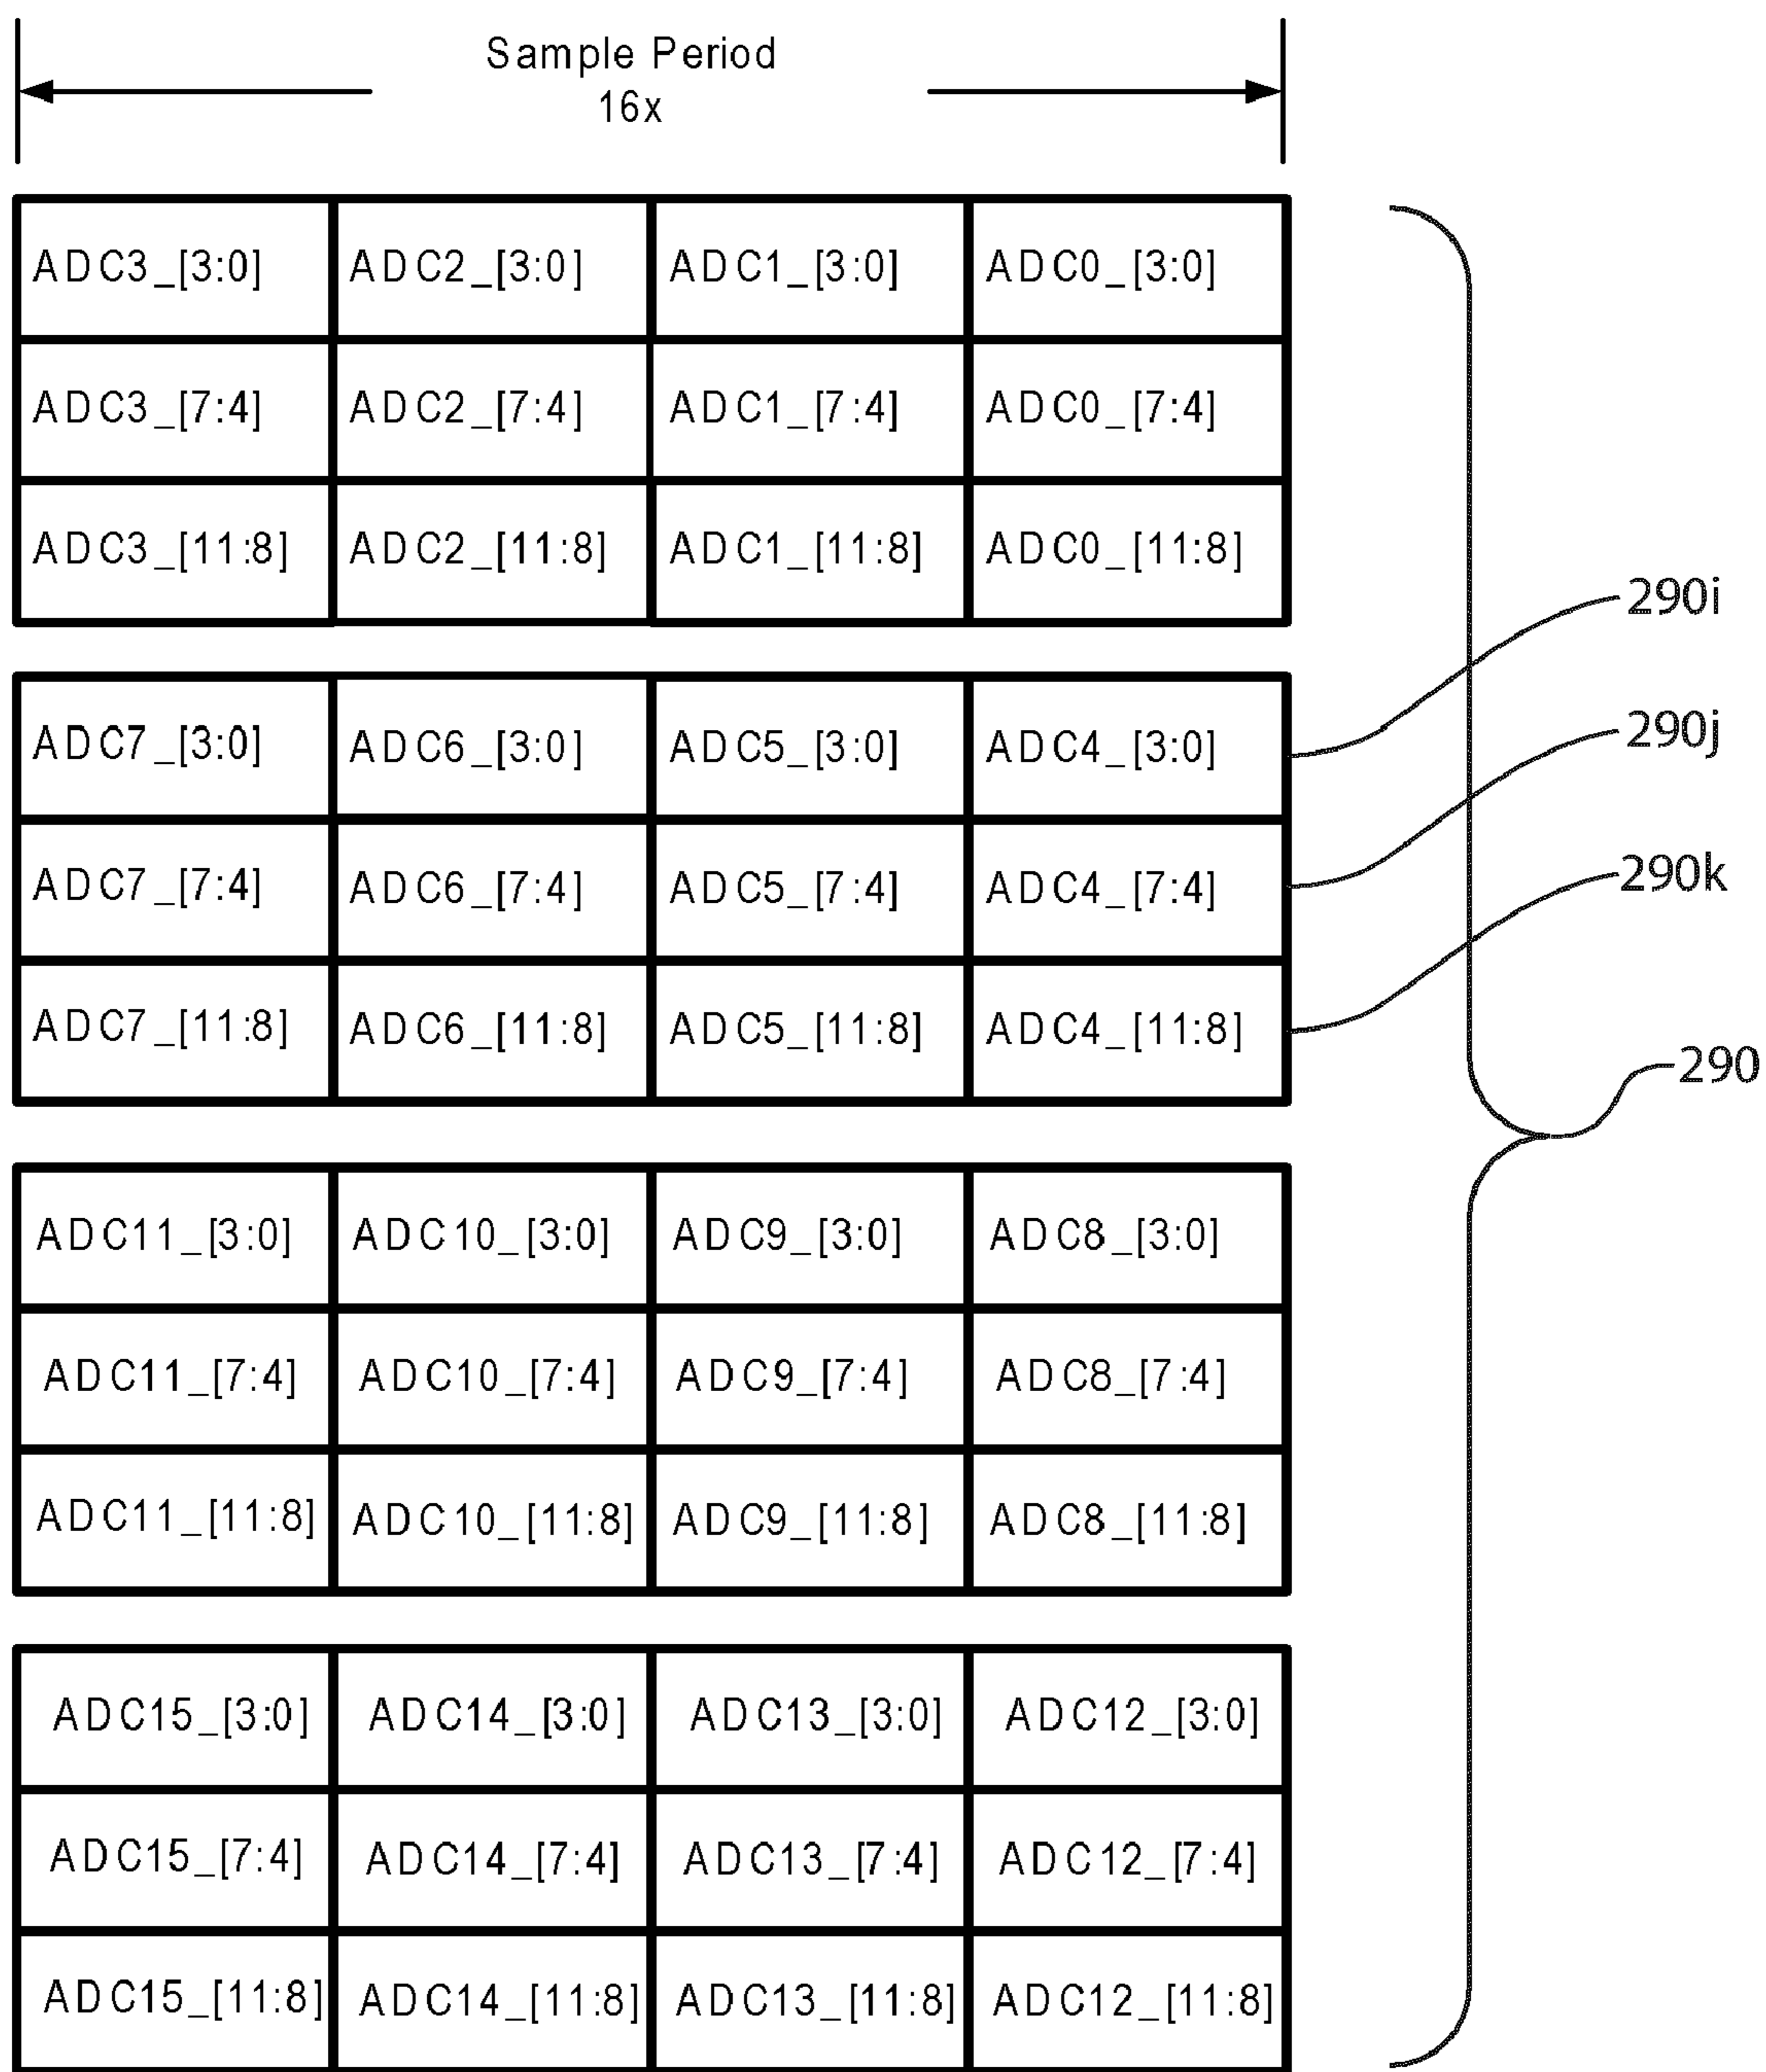 Sample Period
16x
ADC3_[3:0] ADC2_[3:0] ADC1_[3:0] ADC0_[3:0]
ADC3_[7:4] ADC2_[7:4] ADC1_[7:4] ADC0_[7:4]
ADC3_[11:8] ADC2_[11:8] ADC1_[11:8] ADC0_[11:8]
290i
ADC7_[3:0] ADC6_[3:0] ADC5_[3:0] ADC4_[3:0]
290j
ADC7_[7:4] ADC6_[7:4] ADC5_[7:4] ADC4_[7:4]
290k
ADC7_[11:8] ADC6_[11:8] ADC5_[11:8] ADC4_[11:8]
290
ADC11_[3:0] ADC10_[3:0] ADC9_[3:0] ADC8_[3:0]
ADC11_[7:4] ADC10_[7:4] ADC9_[7:4] ADC8_[7:4]
ADC11_[11:8] ADC10_[11:8] ADC9_[11:8] ADC8_[11:8]
ADC15_[3:0] ADC14_[3:0] ADC13_[3:0] ADC12_[3:0]
ADC15_[7:4] ADC14_[7:4] ADC13_[7:4] ADC12_[7:4]
ADC15_[11:8] ADC14_[11:8] ADC13_[11:8] ADC12_[11:8]